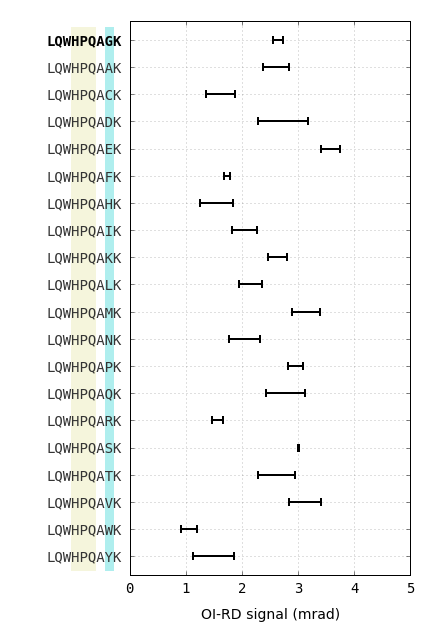 LQWHPQAGK
LQWHPQAAK
LQWHPQACK
LQWHPQADK
LQWHPQAEK
LQWHPQAFK
LQWHPQAHK
LQWHPQAIK
LQWHPQAKK
LQWHPQALK
LQWHPQAMK
LQWHPQANK
LQWHPQAPK
LQWHPQAQK
LQWHPQARK
LQWHPQASK
LQWHPQATK
LQWHPQAVK
LQWHPQAWK
LQWHPQAYK
0 1 2 3 4 5
OI-RD signal (mrad)